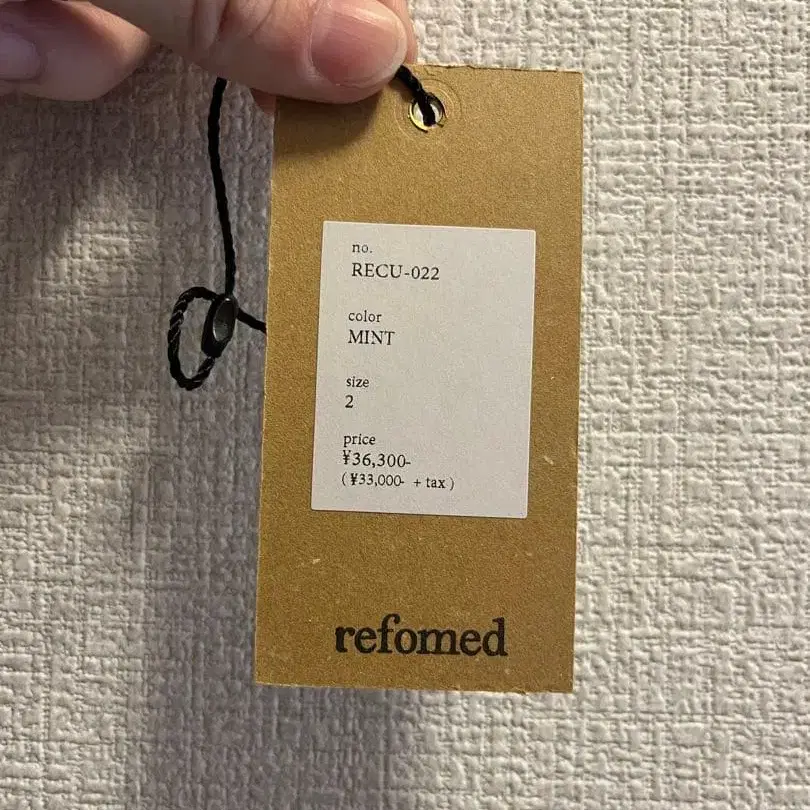 no.
RECU-022
color
MINT
size
2
price
¥36,300-
( ¥33,000- + tax )
refomed